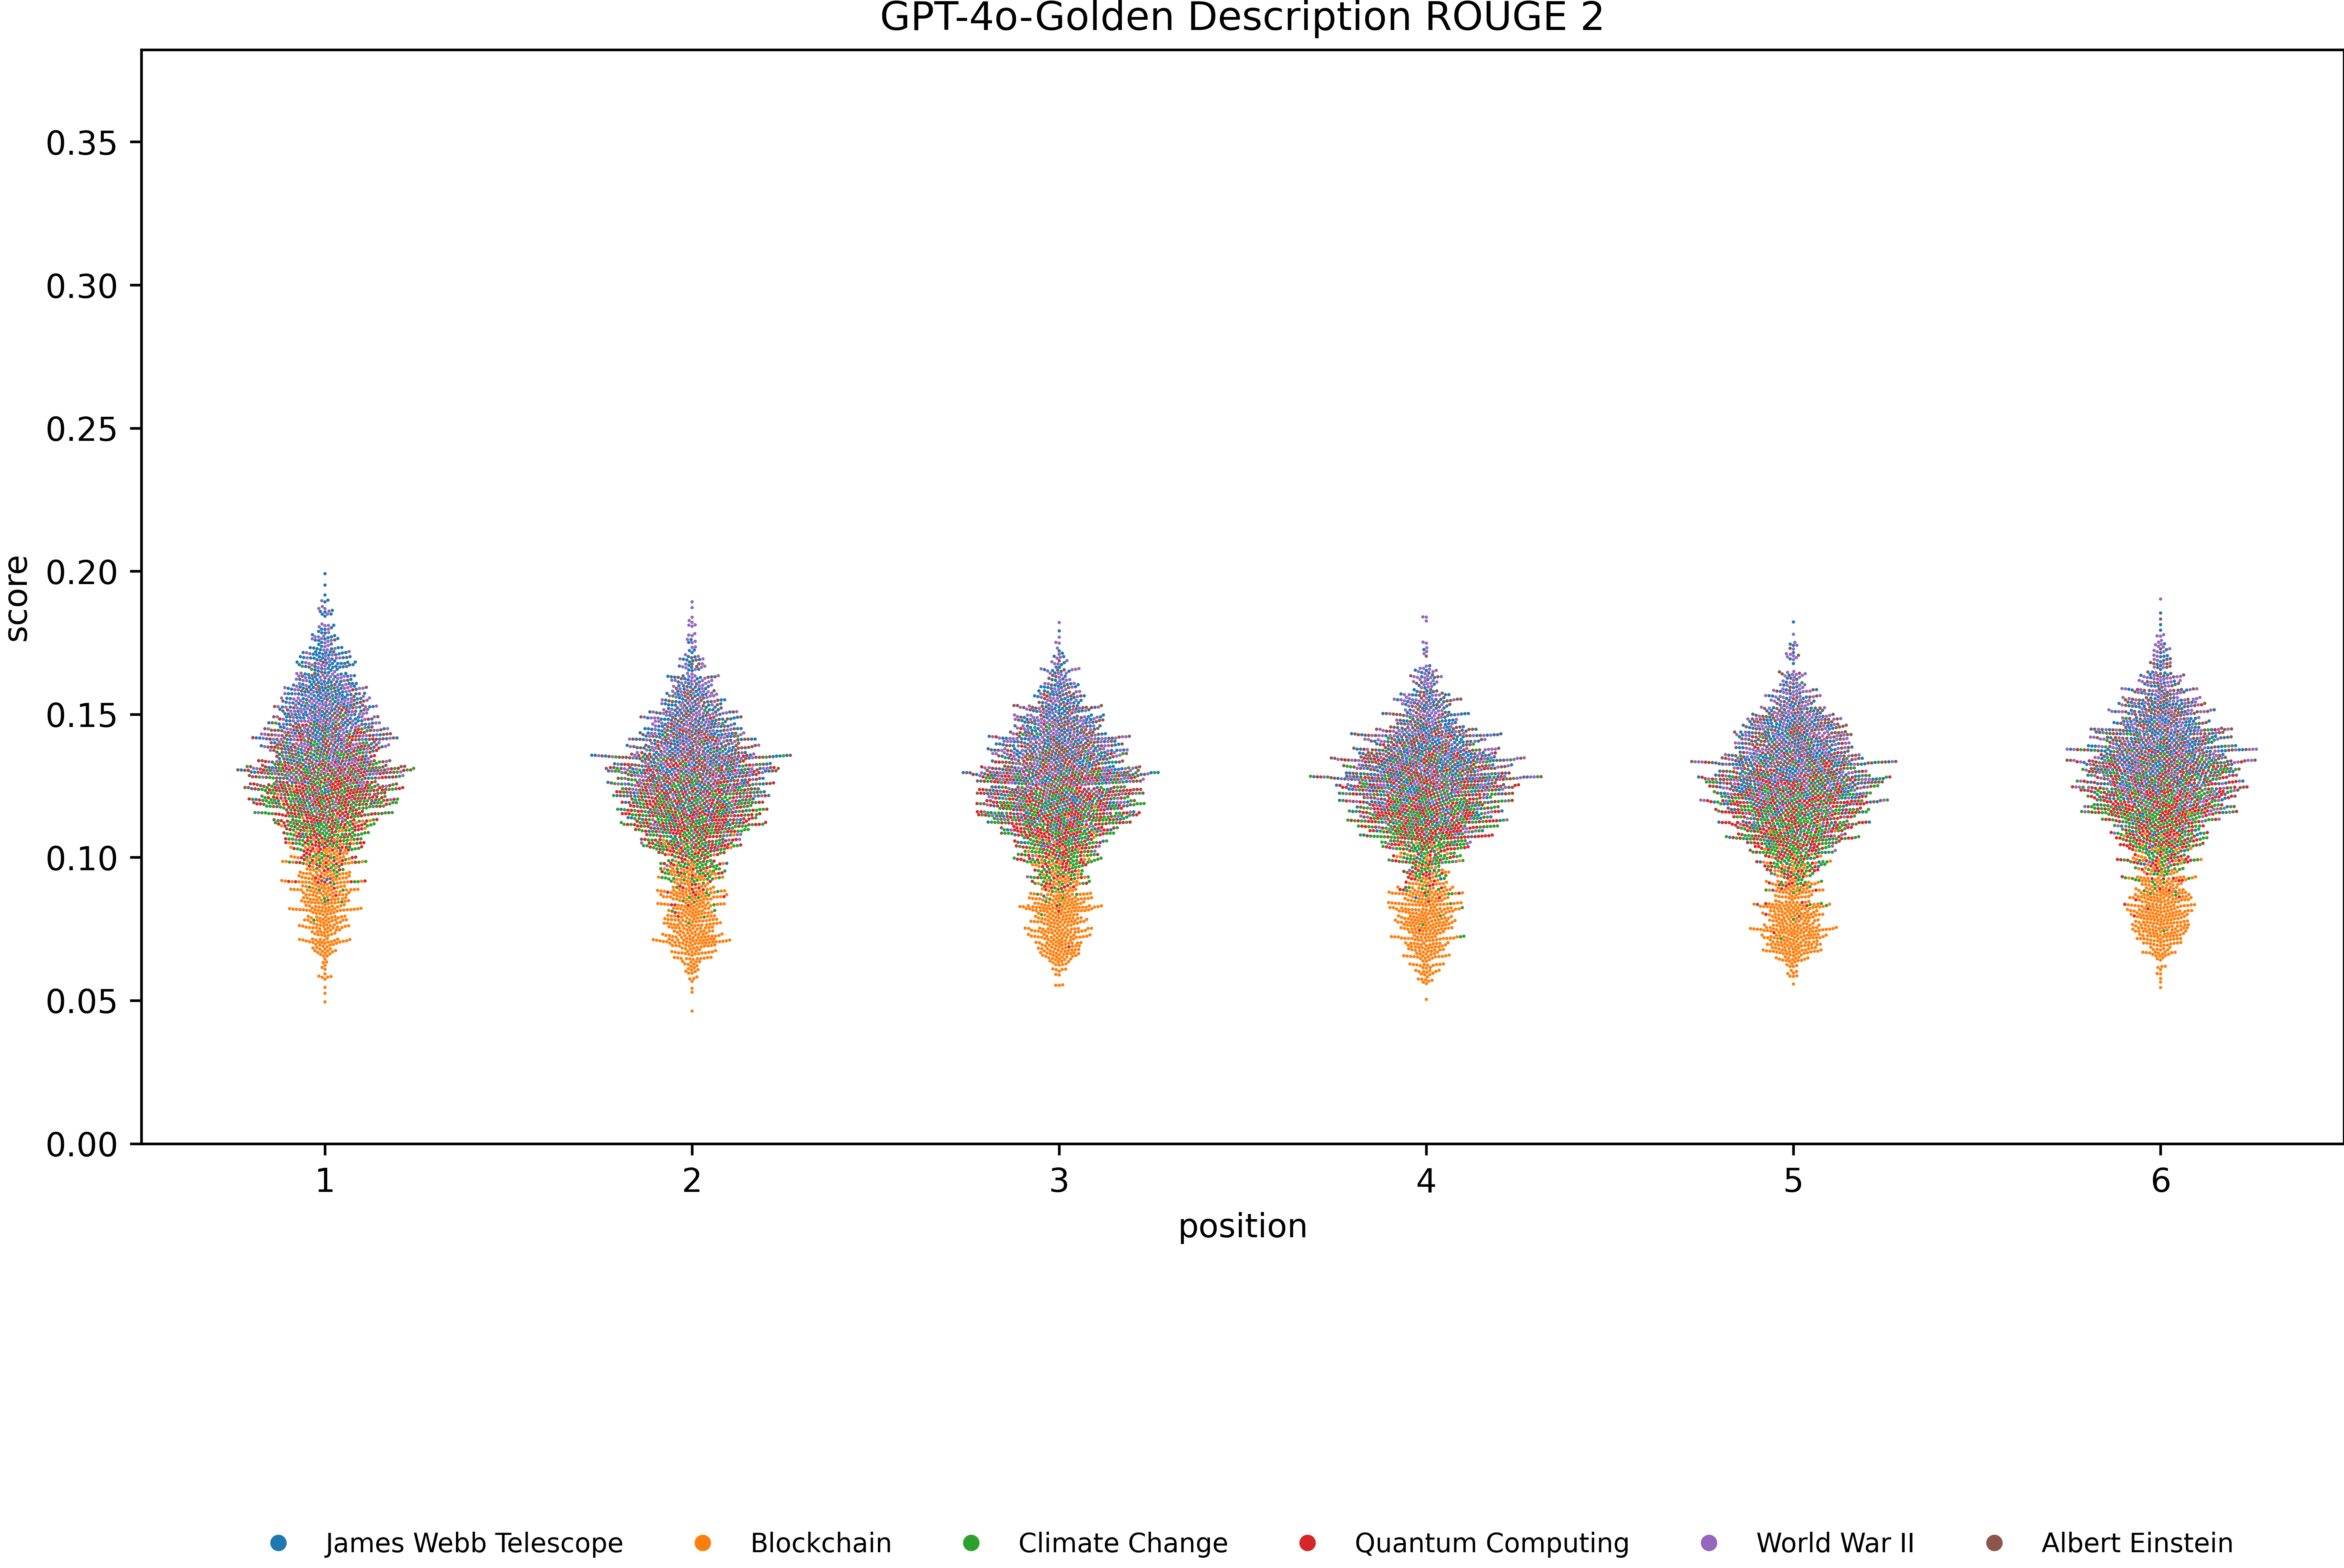 GPT-4o-Golden Description ROUGE 2
0.35
0.30
0.25
0.20
0.15
0.10
0.05
0.00
score
1 2 3 4 5 6
position
James Webb Telescope Blockchain Climate Change Quantum Computing World War II Albert Einstein